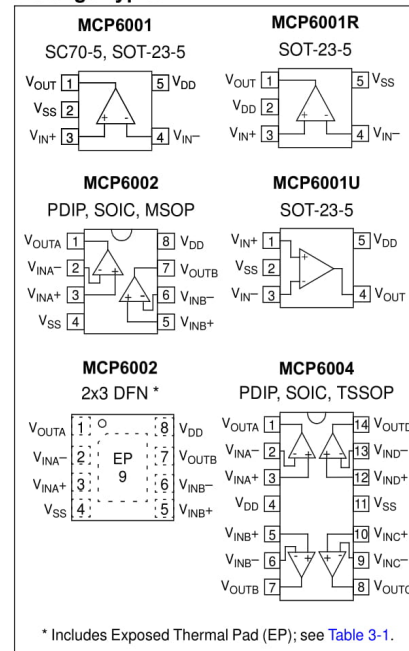 MCP6001
SC70-5, SOT-23-5
VOUT 1
5 VDD
VSS 2
VIN+ 3
4 VIN–
+ -
MCP6001R
SOT-23-5
VOUT 1
5 VSS
VDD 2
VIN+ 3
4 VIN–
+ -
MCP6002
PDIP, SOIC, MSOP
VOUTA 1
8 VDD
VINA– 2
7 VOUTB
- +
VINA+ 3
6 VINB–
+ -
VSS 4
5 VINB+
MCP6001U
SOT-23-5
VIN+ 1
5 VDD
+
VSS 2
-
VIN– 3
4 VOUT
MCP6002
2x3 DFN *
VOUTA 1
8 VDD
VINA– 2
7 VOUTB
EP
9
VINA+ 3
6 VINB–
VSS 4
5 VINB+
MCP6004
PDIP, SOIC, TSSOP
VOUTA 1
14 VOUTD
VINA– 2
13 VIND–
- + + -
VINA+ 3
12 VIND+
VDD 4
11 VSS
VINB+ 5
10 VINC+
VINB– 6
9 VINC–
- + + -
VOUTB 7
8 VOUTC
* Includes Exposed Thermal Pad (EP); see Table 3-1.